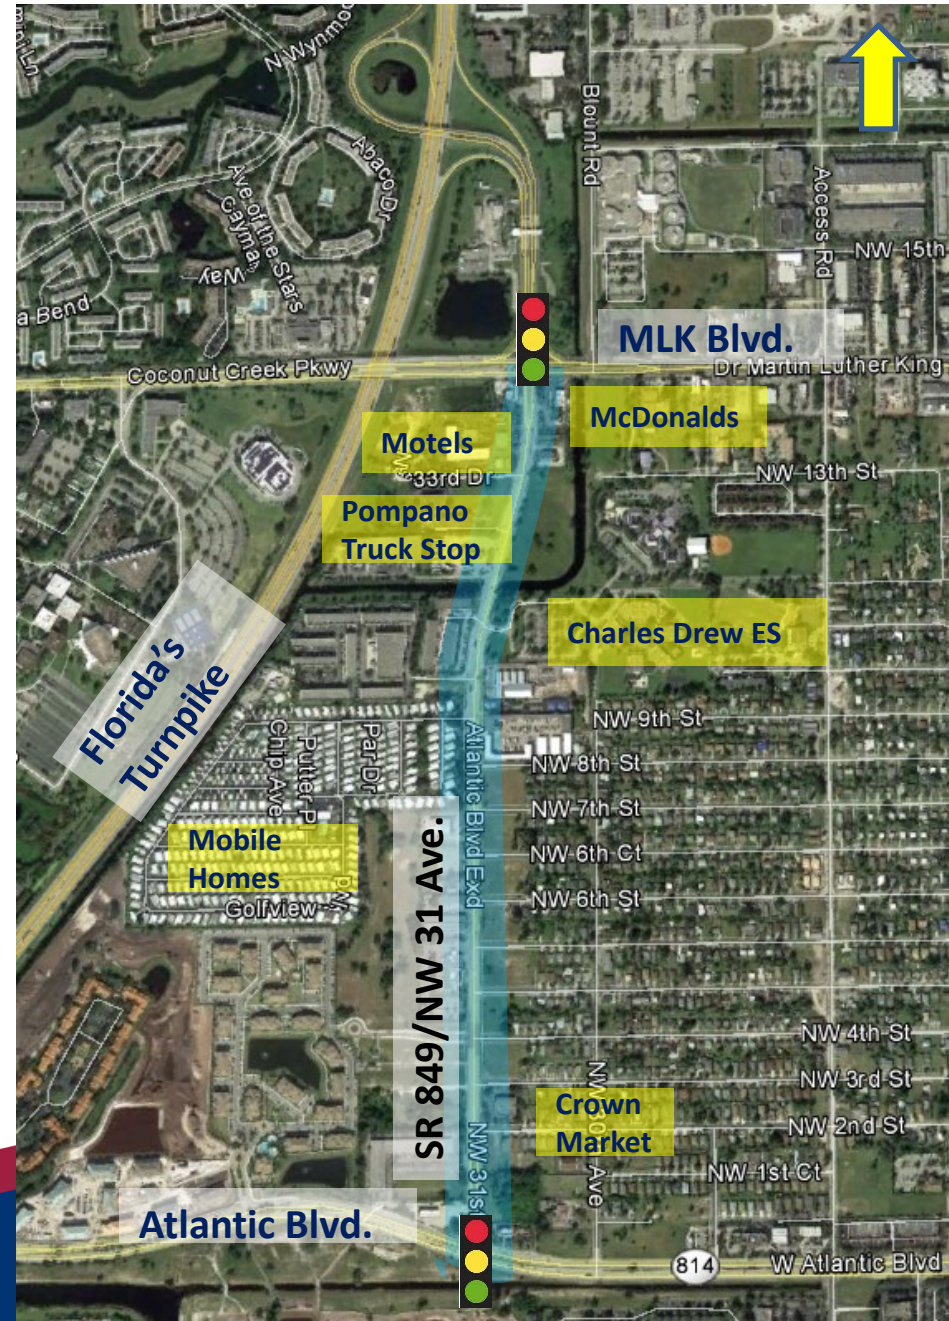 N Wynmoo
Blount Rd
Abaco Dr
Ave of the Stars
Cayman
Way
Access Rd
NW 15th
a Bend
MLK Blvd.
Coconut Creek Pkwy
Dr Martin Luther King
McDonalds
Motels
33rd Dr
NW 13th St
Pompano
Truck Stop
Charles Drew ES
Florida's
Turnpike
NW 9th St
Atlantic Blvd Exd
Par Dr
Putter Pl
Chip Ave
NW 8th St
NW 7th St
SR 849/NW 31 Ave.
Mobile
Homes
NW 6th Ct
Golfview
NW 6th St
NW 4th St
NW 3rd St
Crown
Market
NW 2nd St
NW 31st
NW 30th Ave
NW 1st Ct
Atlantic Blvd.
814
W Atlantic Blvd